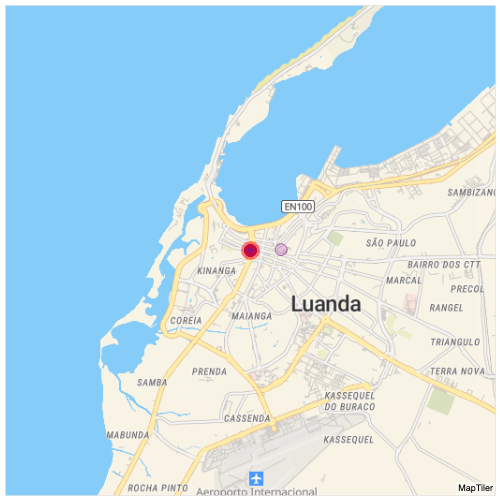 SAMBIZANG
EN100
SÃO PAULO
BAIRRO DOS CTT
KINANGA
MARCAL
PRECOL
RANGEL
Luanda
COREIA
MAIANGA
TRIANGULO
PRENDA
TERRA NOVA
SAMBA
KASSEQUEL
DO BURACO
CASSENDA
MABUNDA
KASSEQUEL
ROCHA PINTO
Aeroporto Internacional
MapTiler